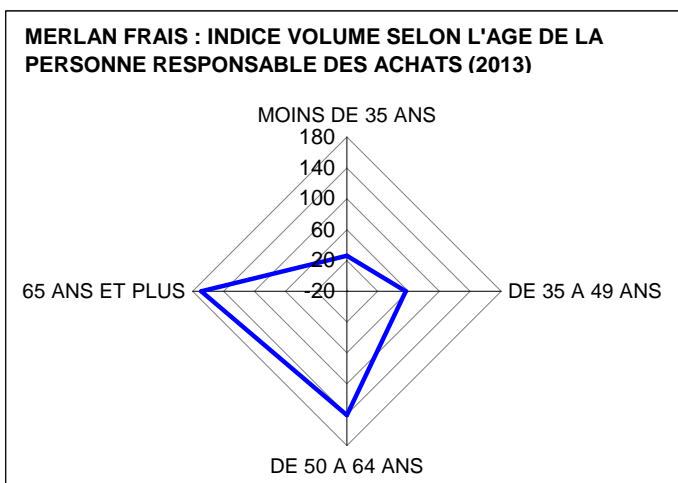 MERLAN FRAIS : INDICE VOLUME SELON L'AGE DE LA
PERSONNE RESPONSABLE DES ACHATS (2013)
MOINS DE 35 ANS
180
140
100
60
20
-20
65 ANS ET PLUS
DE 35 A 49 ANS
DE 50 A 64 ANS